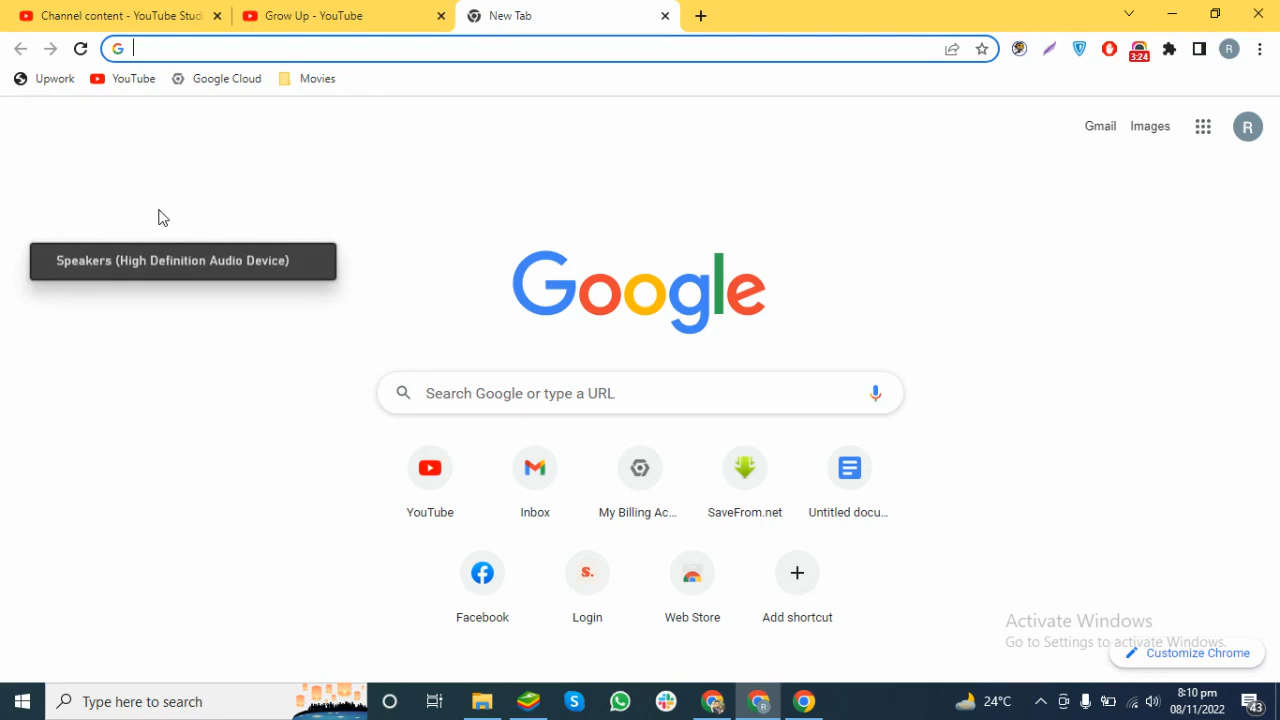 Channel content - YouTube Studi
Grow Up - YouTube
New Tab
3:24
R
Upwork
YouTube
Google Cloud
Movies
Gmail
Images
R
Speakers (High Definition Audio Device)
Google
Search Google or type a URL
YouTube
Inbox
My Billing Ac...
SaveFrom.net
Untitled docu...
s.
Facebook
Login
Web Store
Add shortcut
Activate Windows
Go to Settings to activate Windows.
Customize Chrome
Type here to search
R
24°C
8:10 pm
08/11/2022
43